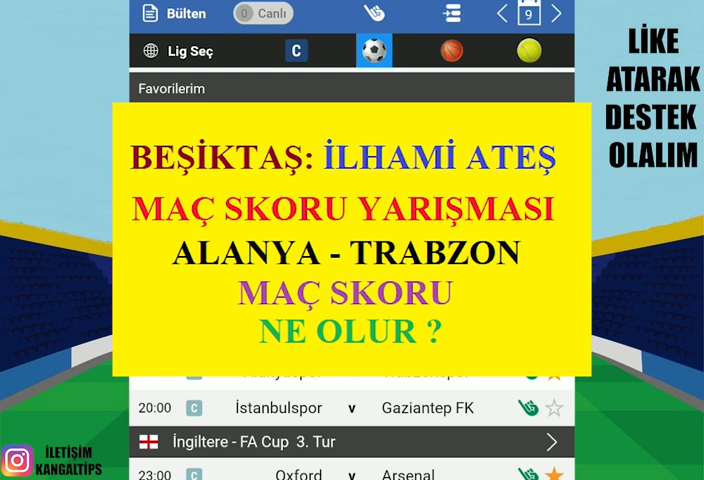 Bülten
0 Canlı
9
LİKE
ATARAK
DESTEK
OLALIM
Lig Seç
C
Favorilerim
BEŞİKTAŞ: İLHAMİ ATEŞ
MAÇ SKORU YARIŞMASI
ALANYA - TRABZON
MAÇ SKORU
NE OLUR ?
20:00 C İstanbulspor v Gaziantep FK
İngiltere - FA Cup 3. Tur
23:00 C Oxford v Arsenal
İLETİŞİM
KANGALTİPS